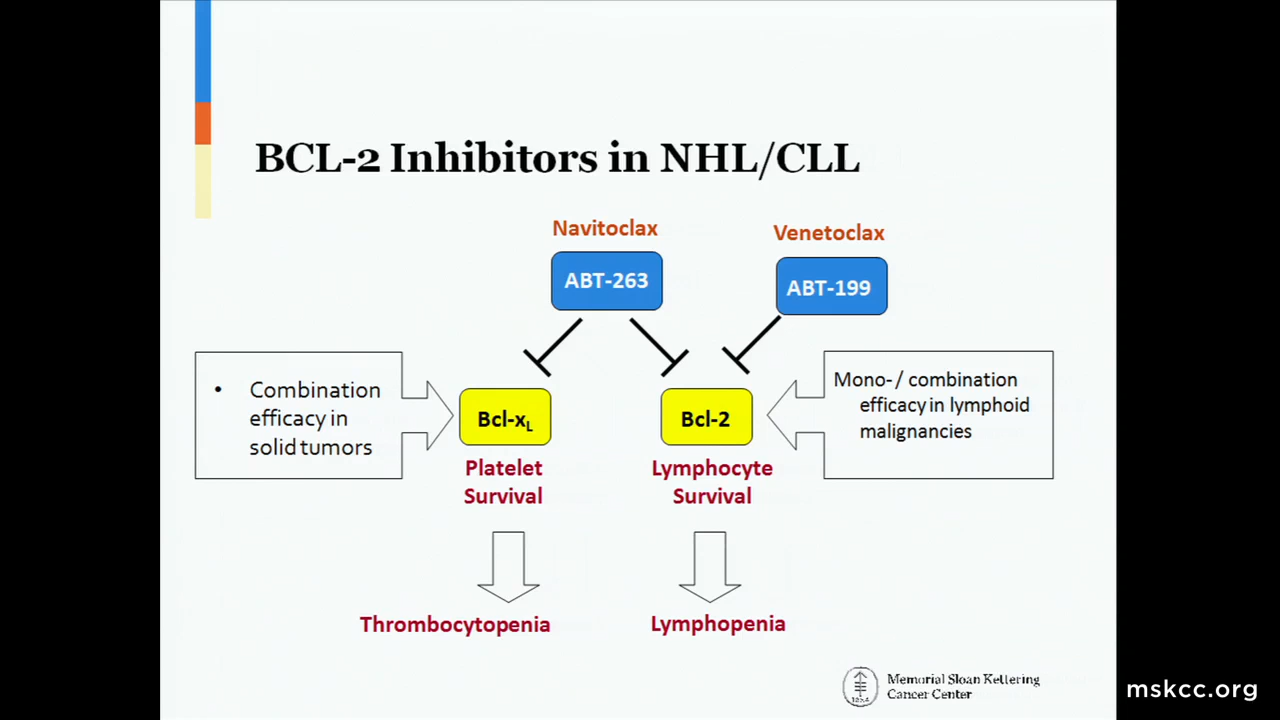 BCL-2 Inhibitors in NHL/CLL
Navitoclax
Venetoclax
ABT-263
ABT-199
• Combination
efficacy in
solid tumors
Bcl-xL
Bcl-2
Mono- / combination
efficacy in lymphoid
malignancies
Platelet
Survival
Lymphocyte
Survival
Thrombocytopenia
Lymphopenia
Memorial Sloan Kettering
Cancer Center
mskcc.org